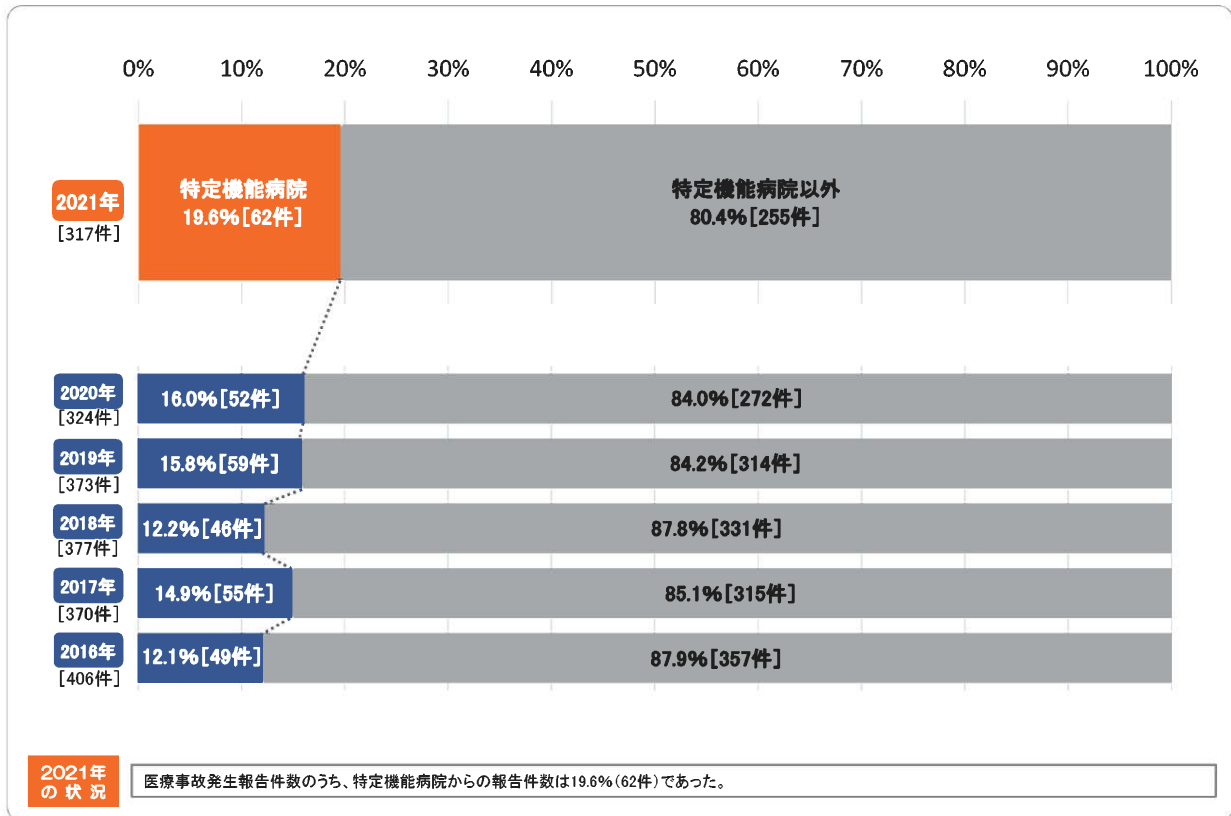 0% 10% 20% 30% 40% 50% 60% 70% 80% 90% 100%
2021年
[317件]
特定機能病院
19.6%[62件]
特定機能病院以外
80.4%[255件]
2020年
[324件]
16.0%[52件]
84.0%[272件]
2019年
[373件]
15.8%[59件]
84.2%[314件]
2018年
[377件]
12.2%[46件]
87.8%[331件]
2017年
[370件]
14.9%[55件]
85.1%[315件]
2016年
[406件]
12.1%[49件]
87.9%[357件]
2021年
の 状 況
医療事故発生報告件数のうち、特定機能病院からの報告件数は19.6%(62件)であった。